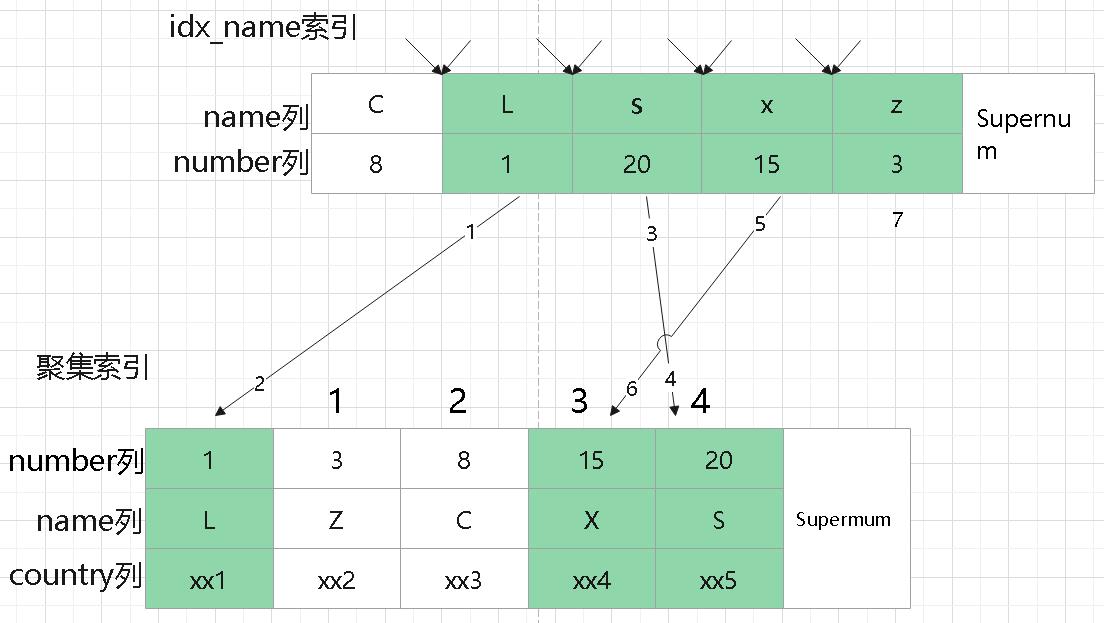 idx_name索引
name列 C L s x z Supernu
m
number列 8 1 20 15 3
1 3 5 7
聚集索引
2 6 4
1 2 3 4
number列 1 3 8 15 20
name列 L Z C X S Supermum
country列 xx1 xx2 xx3 xx4 xx5